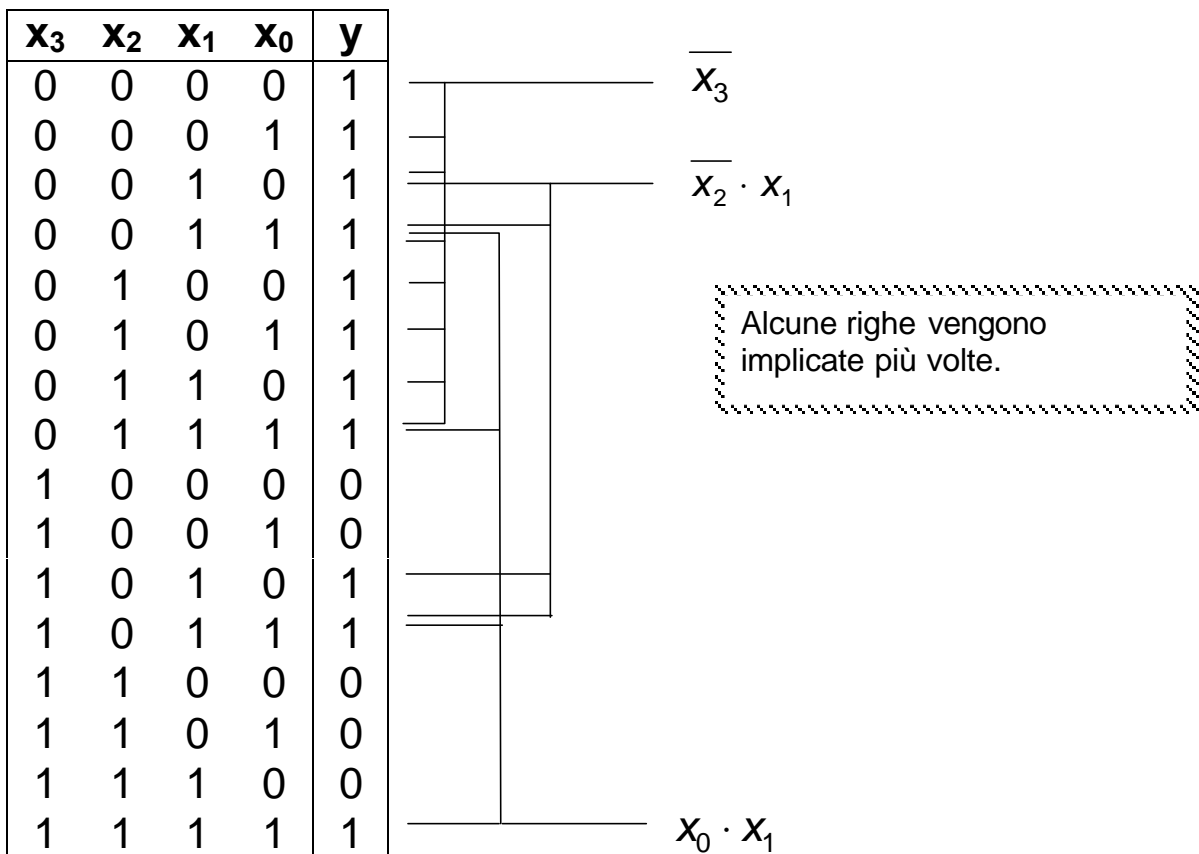 x₃ x₂ x₁ x₀ y
0 0 0 0 1
0 0 0 1 1
0 0 1 0 1
0 0 1 1 1
0 1 0 0 1
0 1 0 1 1
0 1 1 0 1
0 1 1 1 1
1 0 0 0 0
1 0 0 1 0
1 0 1 0 1
1 0 1 1 1
1 1 0 0 0
1 1 0 1 0
1 1 1 0 0
1 1 1 1 1
x̅₃
x̅₂ · x₁
Alcune righe vengono
implicate più volte.
x₀ · x₁